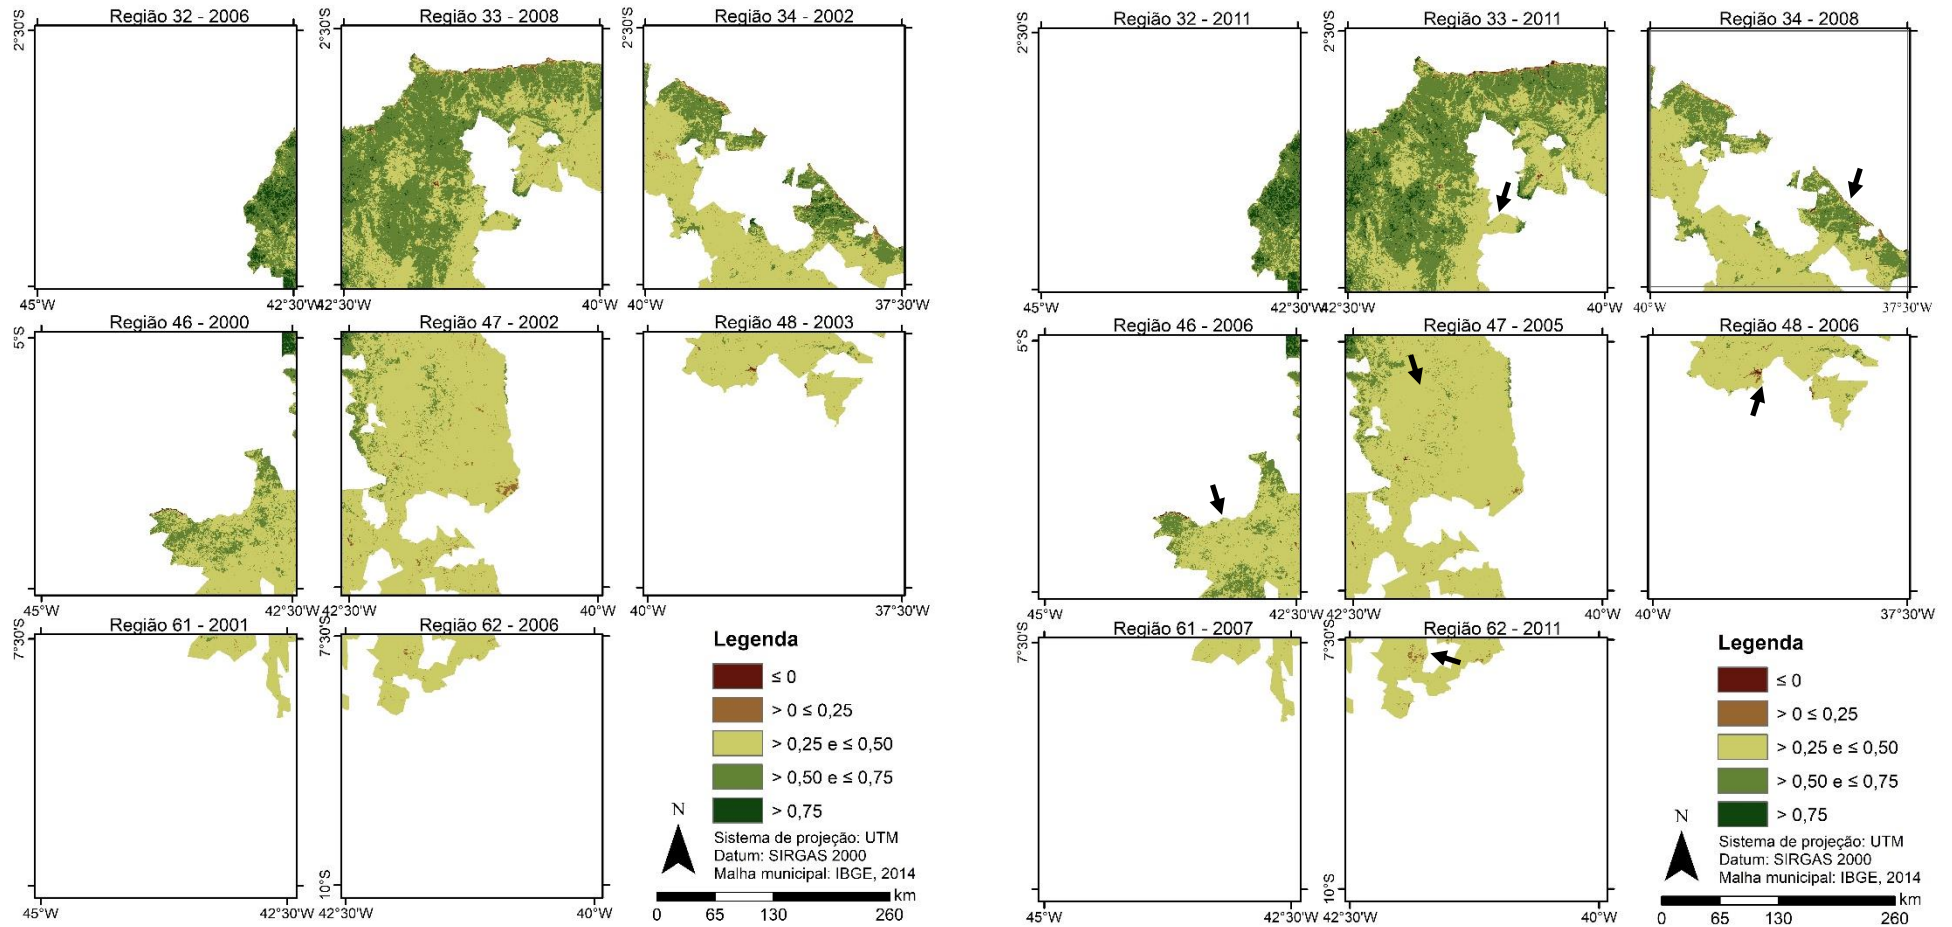 Região 32 - 2006
Região 33 - 2008
Região 34 - 2002
2°30'S
2°30'S
2°30'S
45°W
42°30'W
42°30'W
40°W
40°W
37°30'W
Região 46 - 2000
Região 47 - 2002
Região 48 - 2003
5°S
45°W
42°30'W
42°30'W
40°W
40°W
37°30'W
Região 61 - 2001
Região 62 - 2006
7°30'S
7°30'S
10°S
45°W
42°30'W
42°30'W
40°W
Legenda
≤ 0
> 0 ≤ 0,25
> 0,25 e ≤ 0,50
> 0,50 e ≤ 0,75
> 0,75
N
Sistema de projeção: UTM
Datum: SIRGAS 2000
Malha municipal: IBGE, 2014
km
0 65 130 260
Região 32 - 2011
Região 33 - 2011
Região 34 - 2008
2°30'S
2°30'S
2°30'S
45°W
42°30'W
42°30'W
40°W
40°W
37°30'W
Região 46 - 2006
Região 47 - 2005
Região 48 - 2006
5°S
45°W
42°30'W
42°30'W
40°W
40°W
37°30'W
Região 61 - 2007
Região 62 - 2011
7°30'S
7°30'S
10°S
45°W
42°30'W
42°30'W
40°W
Legenda
≤ 0
> 0 ≤ 0,25
> 0,25 e ≤ 0,50
> 0,50 e ≤ 0,75
> 0,75
N
Sistema de projeção: UTM
Datum: SIRGAS 2000
Malha municipal: IBGE, 2014
km
0 65 130 260